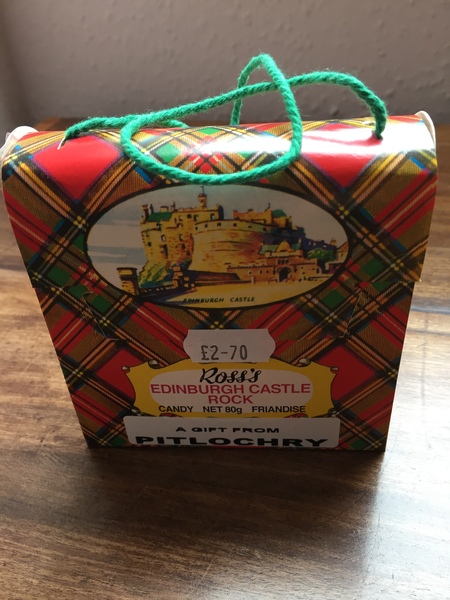 EDINBURGH CASTLE
£2-70
Ross's
EDINBURGH CASTLE
ROCK
CANDY NET 80g FRIANDISE
A GIFT FROM
PITLOCHRY